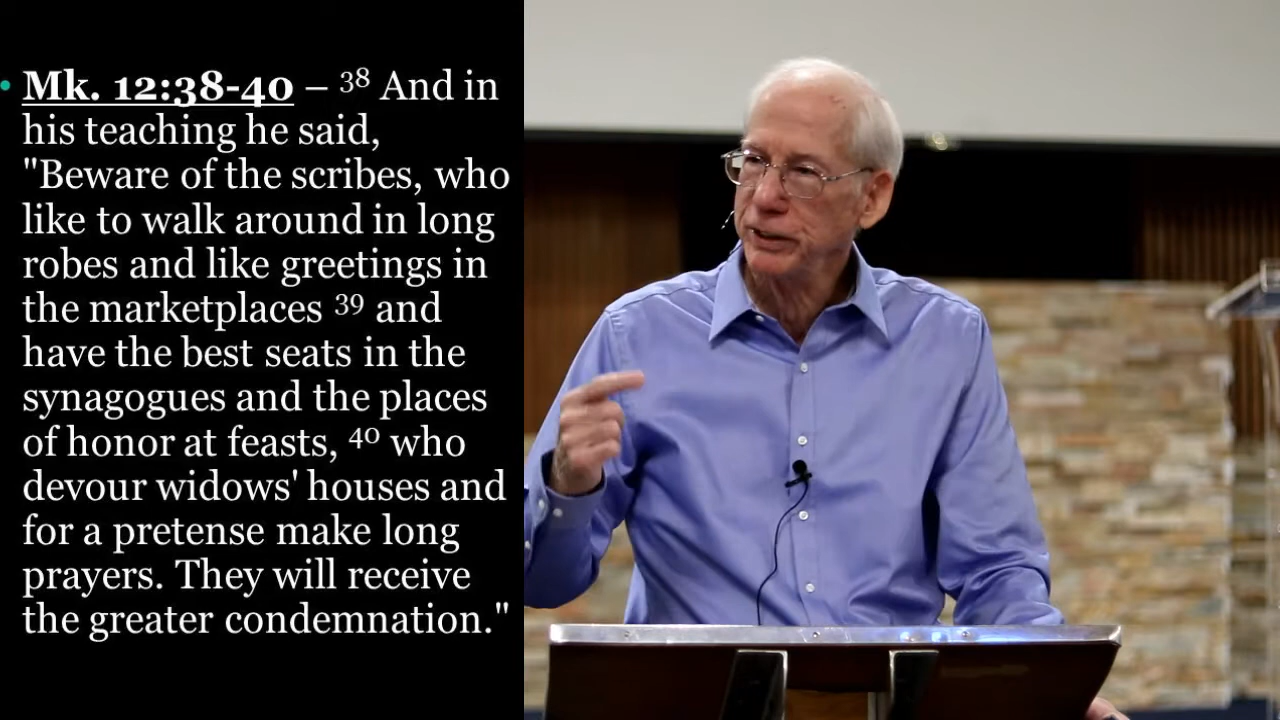 • Mk. 12:38-40 – 38 And in
his teaching he said,
"Beware of the scribes, who
like to walk around in long
robes and like greetings in
the marketplaces 39 and
have the best seats in the
synagogues and the places
of honor at feasts, 40 who
devour widows' houses and
for a pretense make long
prayers. They will receive
the greater condemnation."